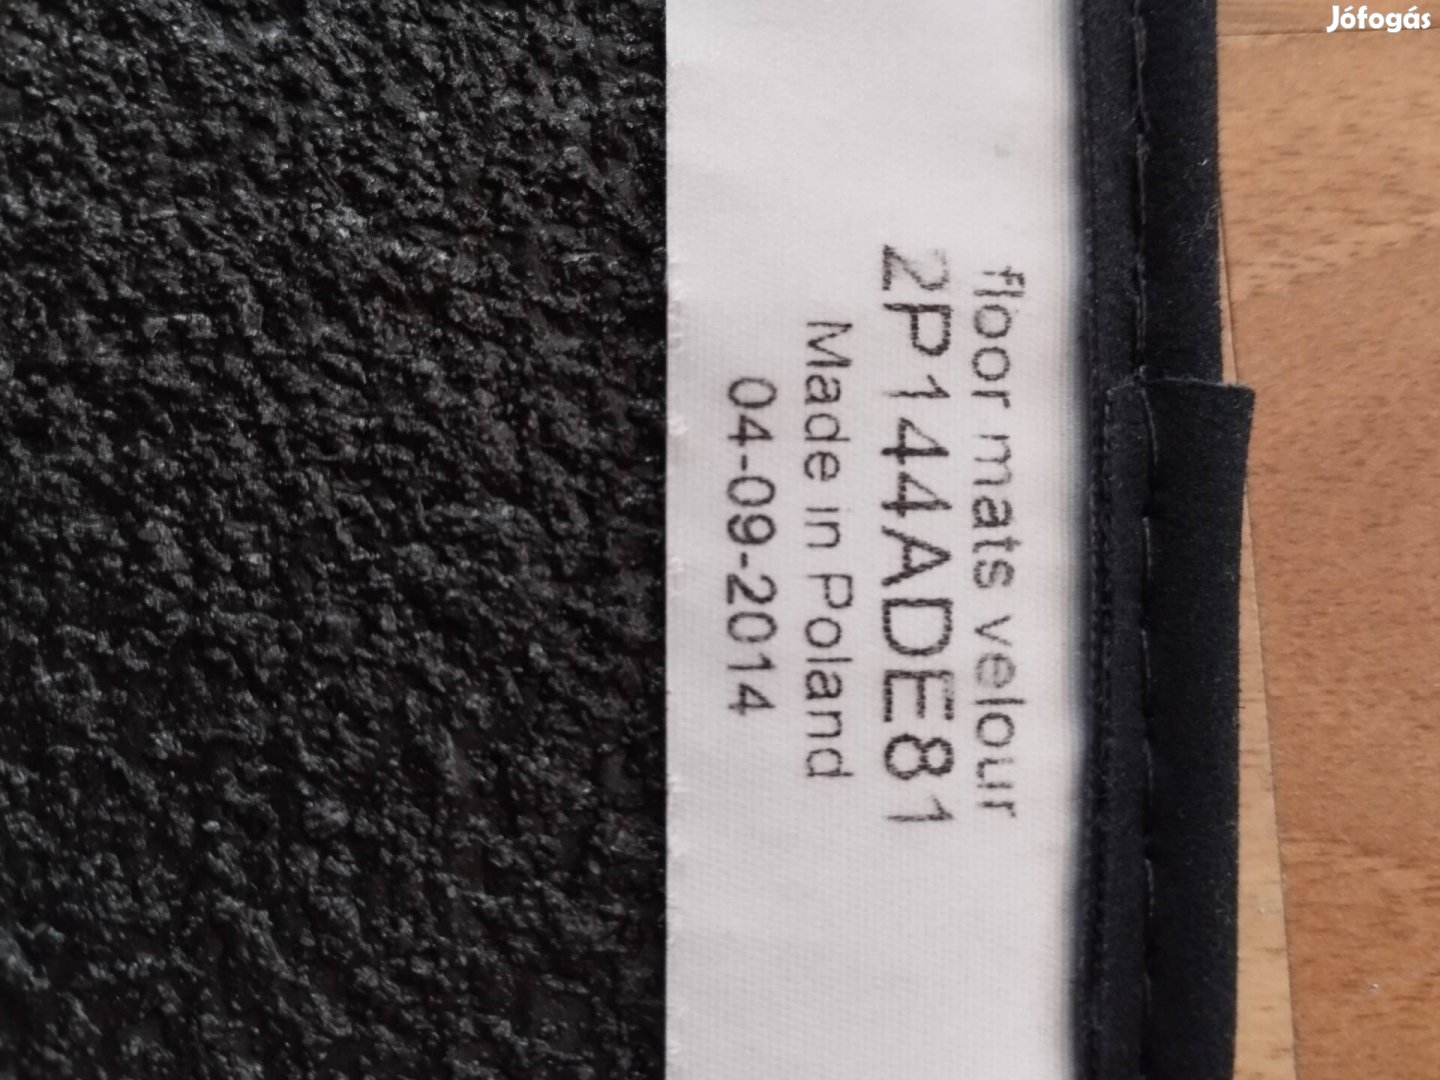 Jófogás
floor mats velour
2P144ADE81
Made in Poland
04-09-2014